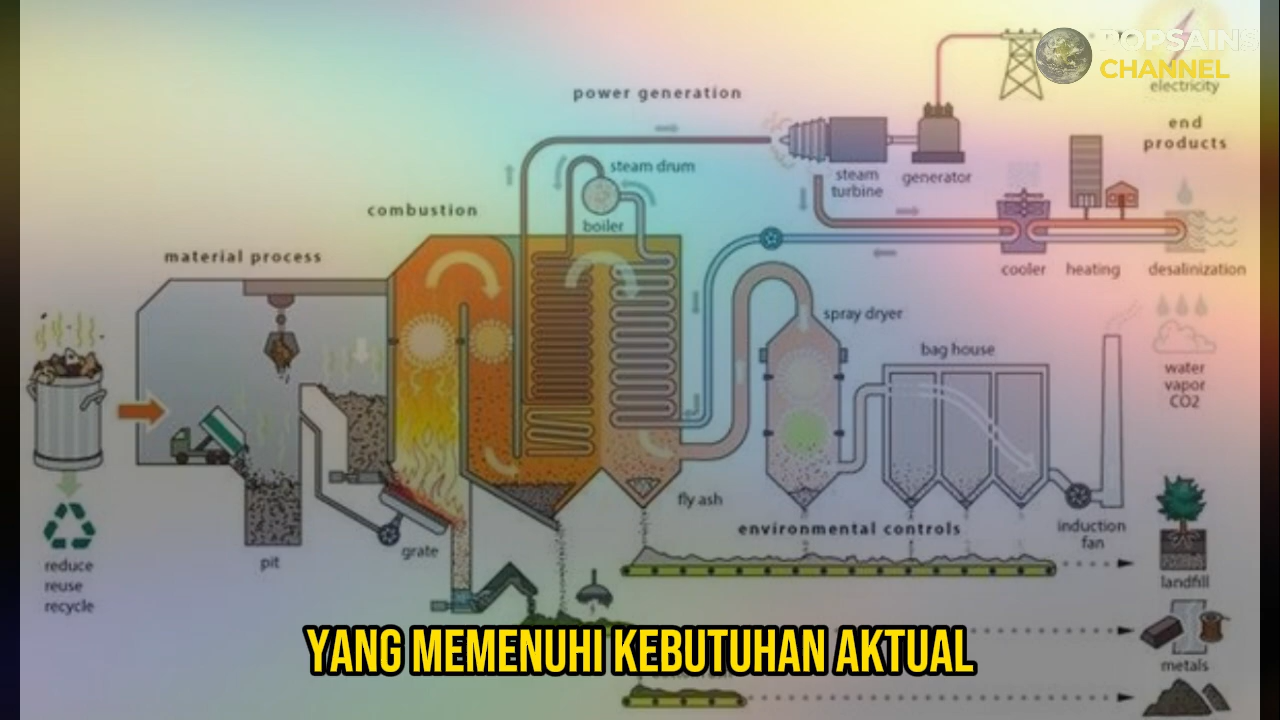 POPSAINS
CHANNEL
electricity
power generation
end
products
steam drum
steam
turbine
generator
combustion
boiler
material process
cooler
heating
desalinization
spray dryer
bag house
water
vapor
CO2
fly ash
environmental controls
induction
fan
grate
pit
reduce
reuse
recycle
landfill
YANG MEMENUHI KEBUTUHAN AKTUAL
metals